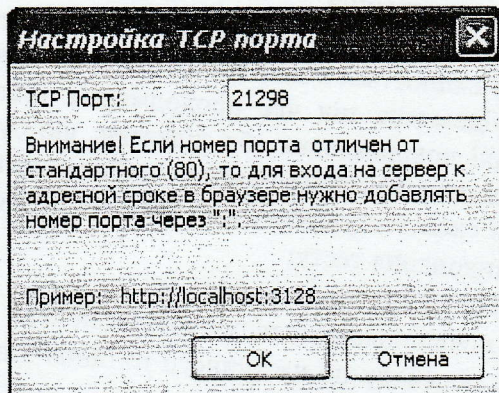 Настройка TCP порта
TCP Порт:
21298
Внимание! Если номер порта отличен от
стандартного (80), то для входа на сервер к
адресной сроке в браузере нужно добавлять
номер порта через ":".
Пример: http://localhost:3128
OK
Отмена